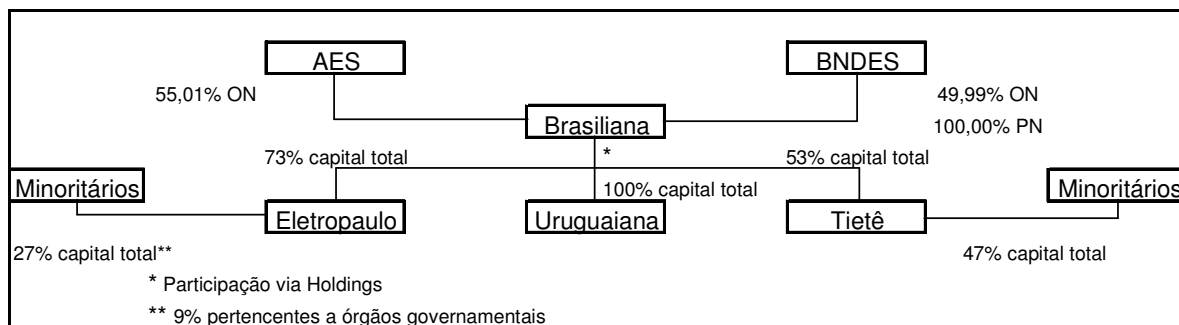 AES
BNDES
55,01% ON
49,99% ON
Brasiliana
100,00% PN
73% capital total
*
53% capital total
Minoritários
100% capital total
Minoritários
Eletropaulo
Uruguaiana
Tietê
27% capital total**
47% capital total
* Participação via Holdings
** 9% pertencentes a órgãos governamentais